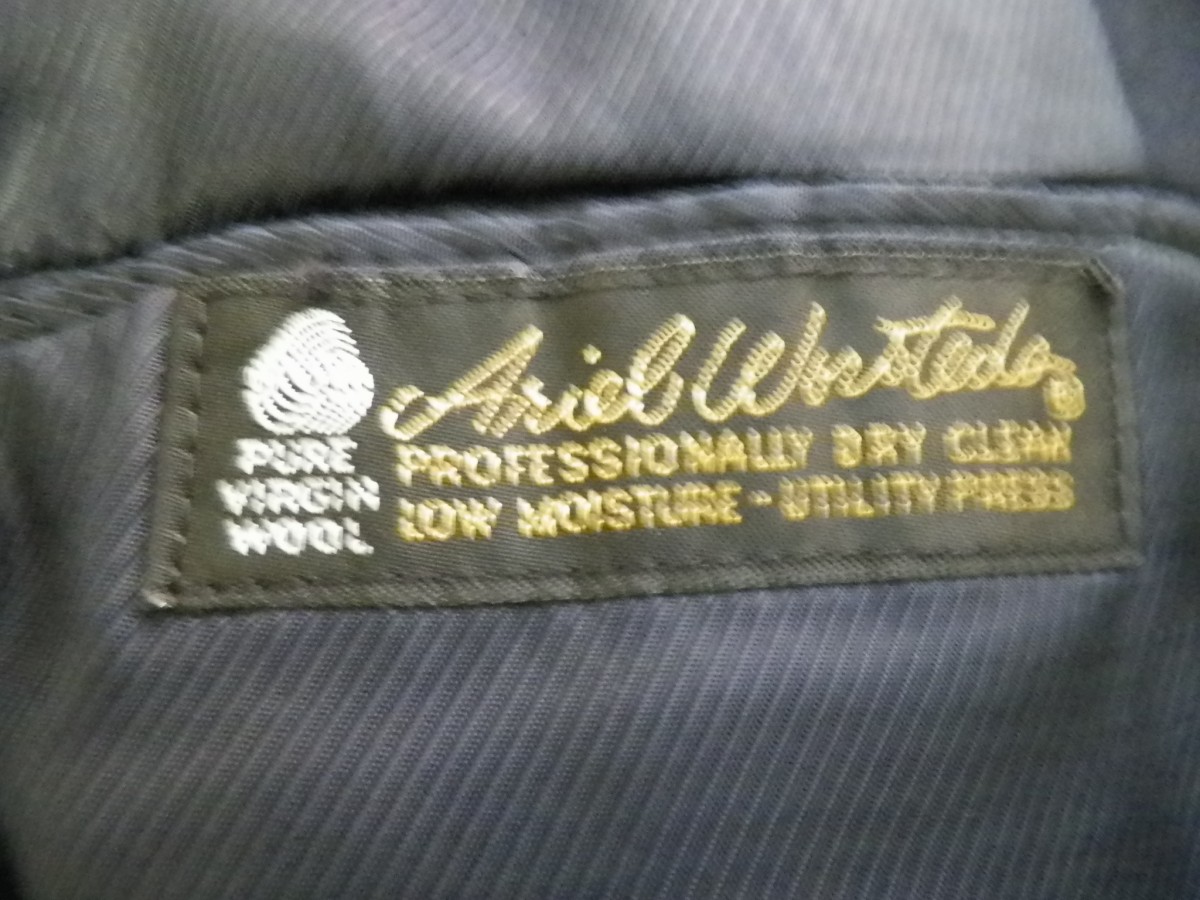 Ariel Worsteds ®
PROFESSIONALLY DRY CLEAN
LOW MOISTURE - UTILITY PRESS
PURE
VIRGIN
WOOL